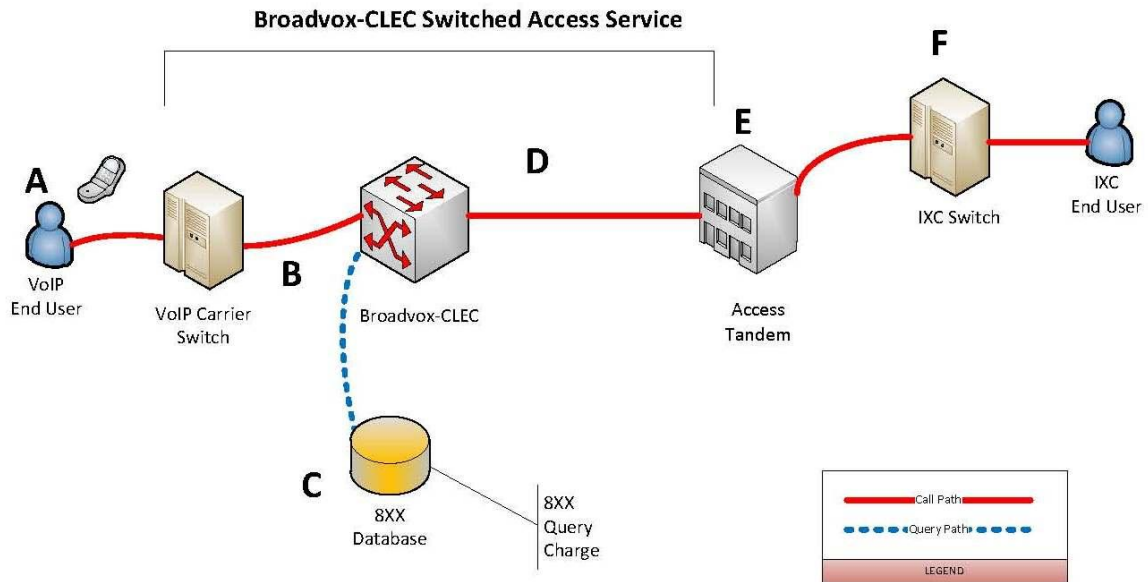 Broadvox-CLEC Switched Access Service
F
E
D
A
IXC
End User
IXC Switch
VoIP
End User
B
VoIP Carrier
Switch
Broadvox-CLEC
Access
Tandem
C
8XX
Database
8XX
Query
Charge
Call Path
Query Path
LEGEND